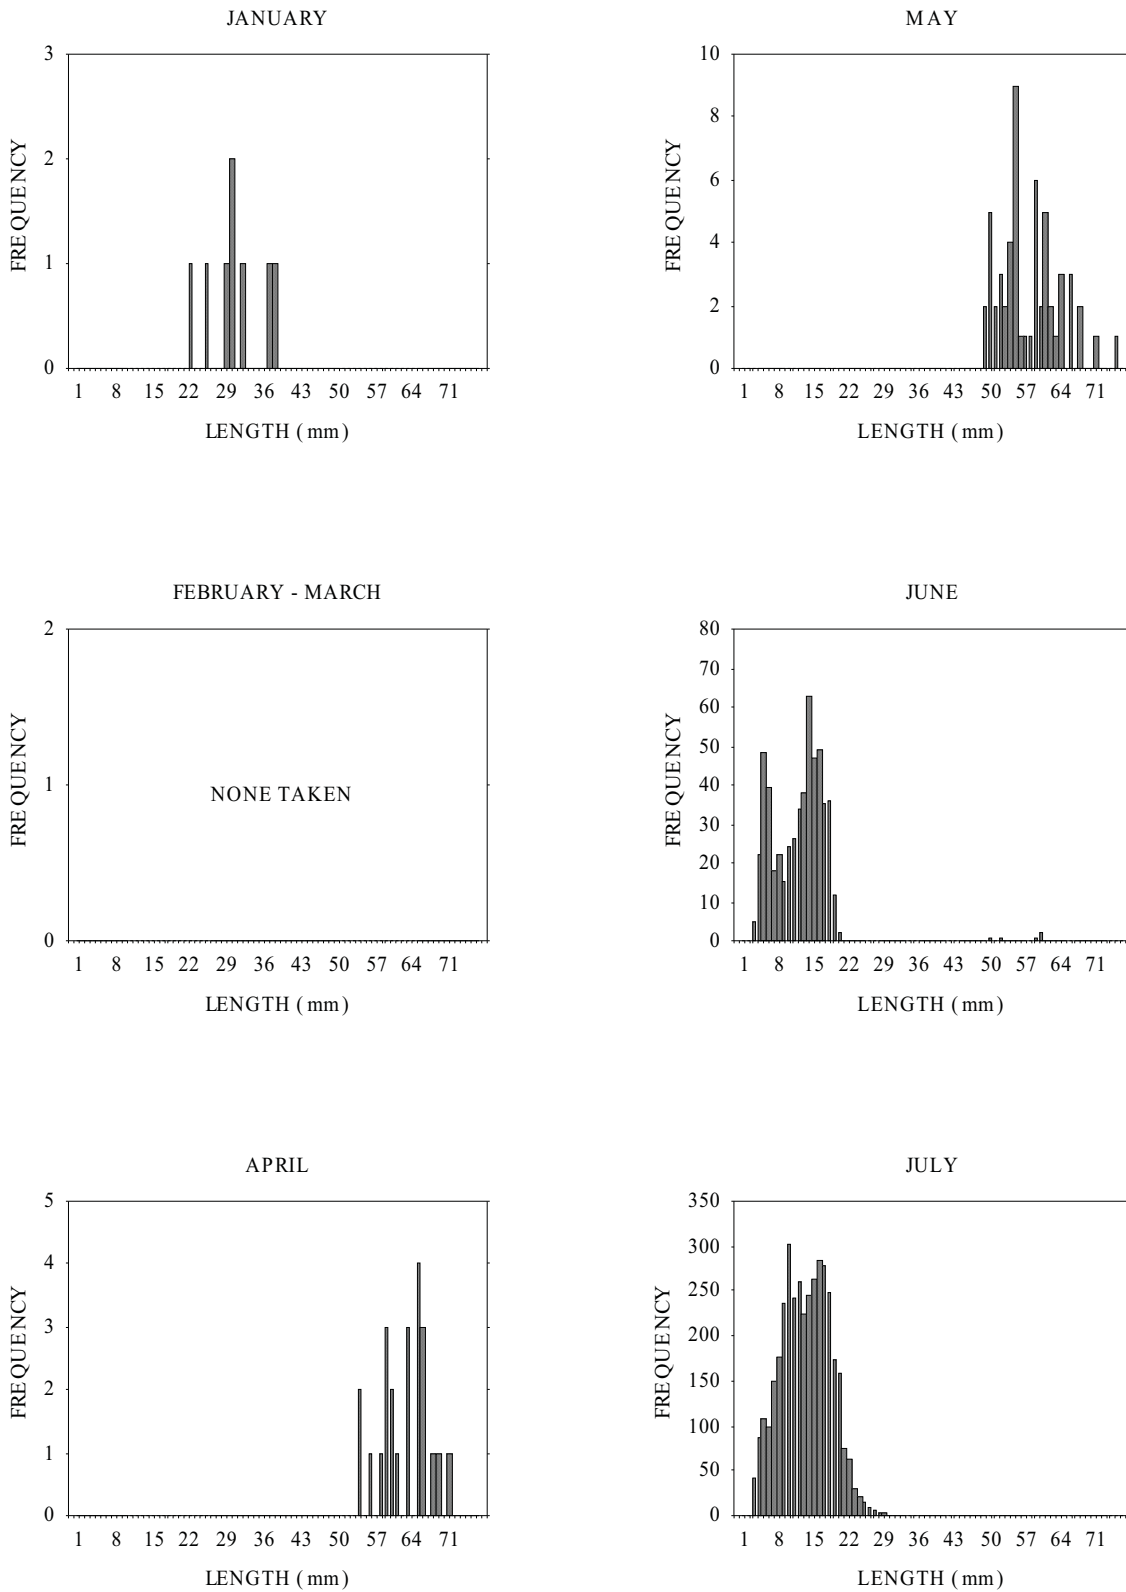 JANUARY
3
2
1
0
FREQUENCY
1 8 15 22 29 36 43 50 57 64 71
LENGTH (mm)
MAY
10
8
6
4
2
0
FREQUENCY
1 8 15 22 29 36 43 50 57 64 71
LENGTH (mm)
FEBRUARY - MARCH
2
1
0
FREQUENCY
NONE TAKEN
1 8 15 22 29 36 43 50 57 64 71
LENGTH (mm)
JUNE
80
70
60
50
40
30
20
10
0
FREQUENCY
1 8 15 22 29 36 43 50 57 64 71
LENGTH (mm)
APRIL
5
4
3
2
1
0
FREQUENCY
1 8 15 22 29 36 43 50 57 64 71
LENGTH (mm)
JULY
350
300
250
200
150
100
50
0
FREQUENCY
1 8 15 22 29 36 43 50 57 64 71
LENGTH (mm)